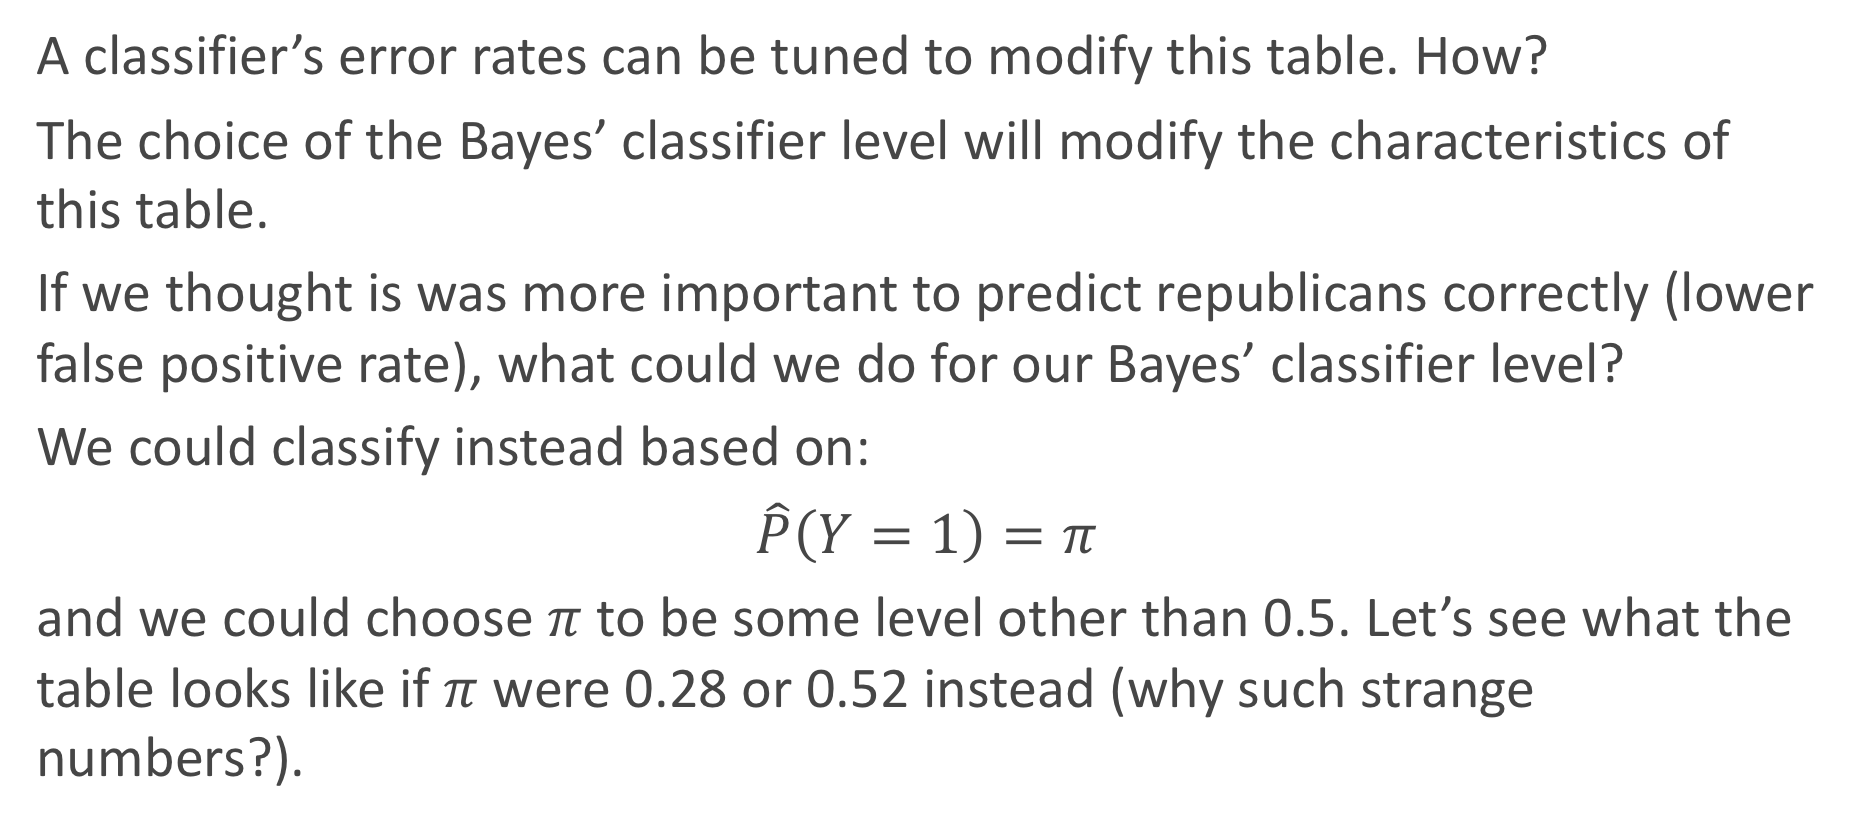 A classifier’s error rates can be tuned to modify this table. How?
The choice of the Bayes’ classifier level will modify the characteristics of
this table.
If we thought is was more important to predict republicans correctly (lower
false positive rate), what could we do for our Bayes’ classifier level?
We could classify instead based on:
P̂(Y = 1) = π
and we could choose π to be some level other than 0.5. Let’s see what the
table looks like if π were 0.28 or 0.52 instead (why such strange
numbers?).